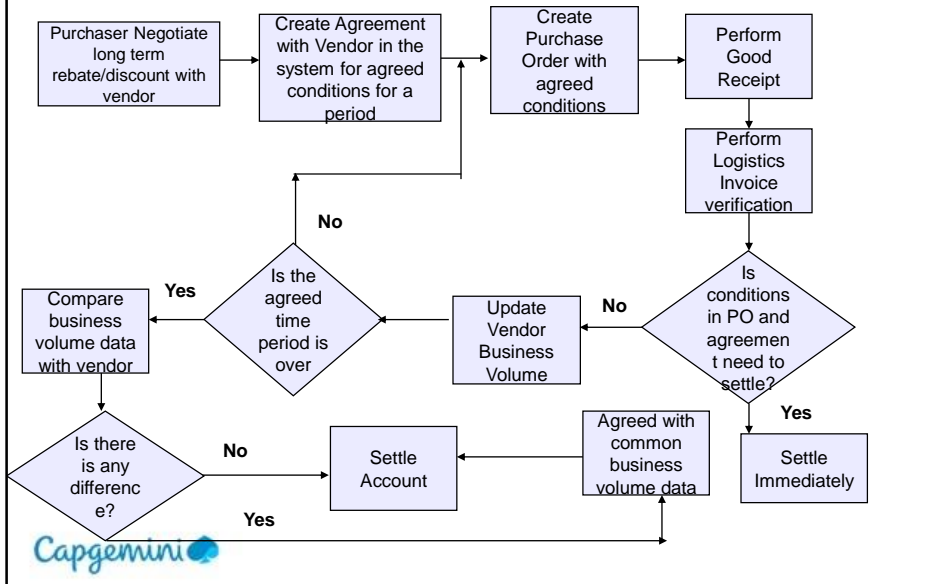 Purchaser Negotiate
long term
rebate/discount with
vendor
Create Agreement
with Vendor in the
system for agreed
conditions for a
period
Create
Purchase
Order with
agreed
conditions
Perform
Good
Receipt
Perform
Logistics
Invoice
verification
No
Is the
agreed
time
period is
over
Yes
Compare
business
volume data
with vendor
Update
Vendor
Business
Volume
No
Is
conditions
in PO and
agreemen
t need to
settle?
Yes
Settle
Immediately
Is there
is any
differenc
e?
No
Settle
Account
Agreed with
common
business
volume data
Yes
Capgemini